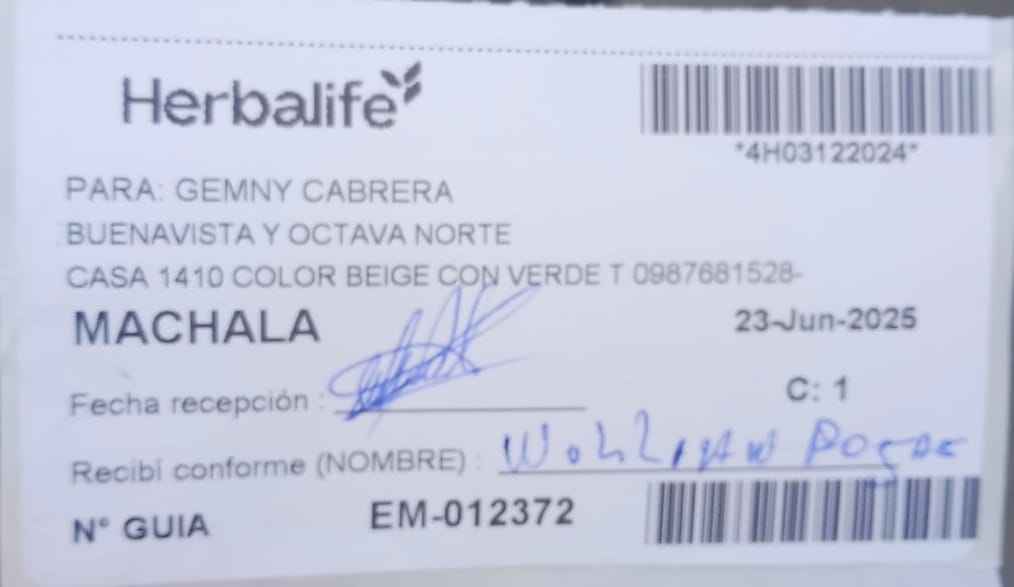 Herbalife
*4H03122024*
PARA: GEMNY CABRERA
BUENAVISTA Y OCTAVA NORTE
CASA 1410 COLOR BEIGE CON VERDE T 0987681528-
MACHALA
23-Jun-2025
Fecha recepción :
C: 1
Recibí conforme (NOMBRE) :
N° GUIA EM-012372